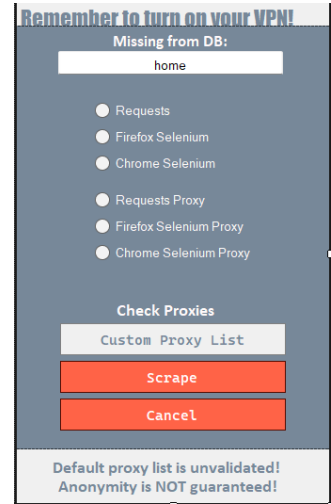 Remember to turn on your VPN!
Missing from DB:
home
Requests
Firefox Selenium
Chrome Selenium
Requests Proxy
Firefox Selenium Proxy
Chrome Selenium Proxy
Check Proxies
Custom Proxy List
Scrape
Cancel
Default proxy list is unvalidated!
Anonymity is NOT guaranteed!